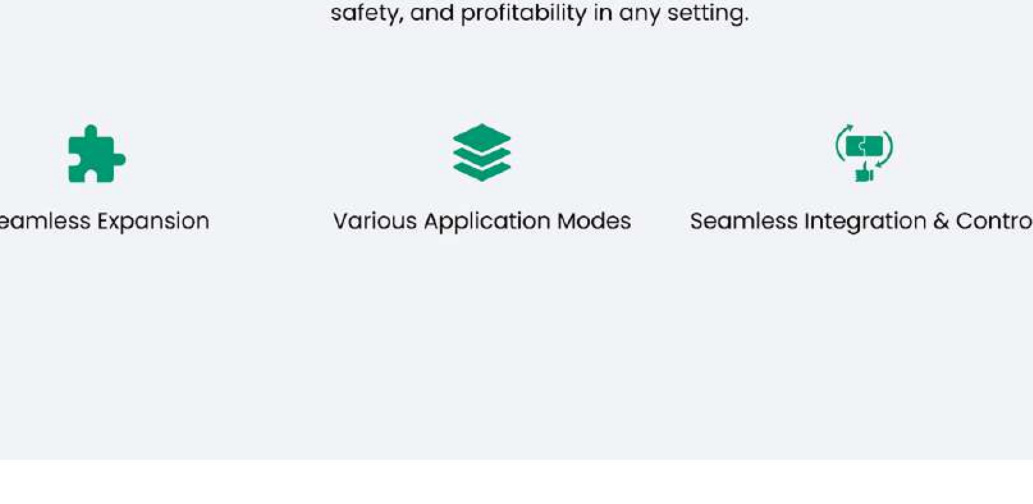 safety, and profitability in any setting.
eamless Expansion
Various Application Modes
Seamless Integration & Contro